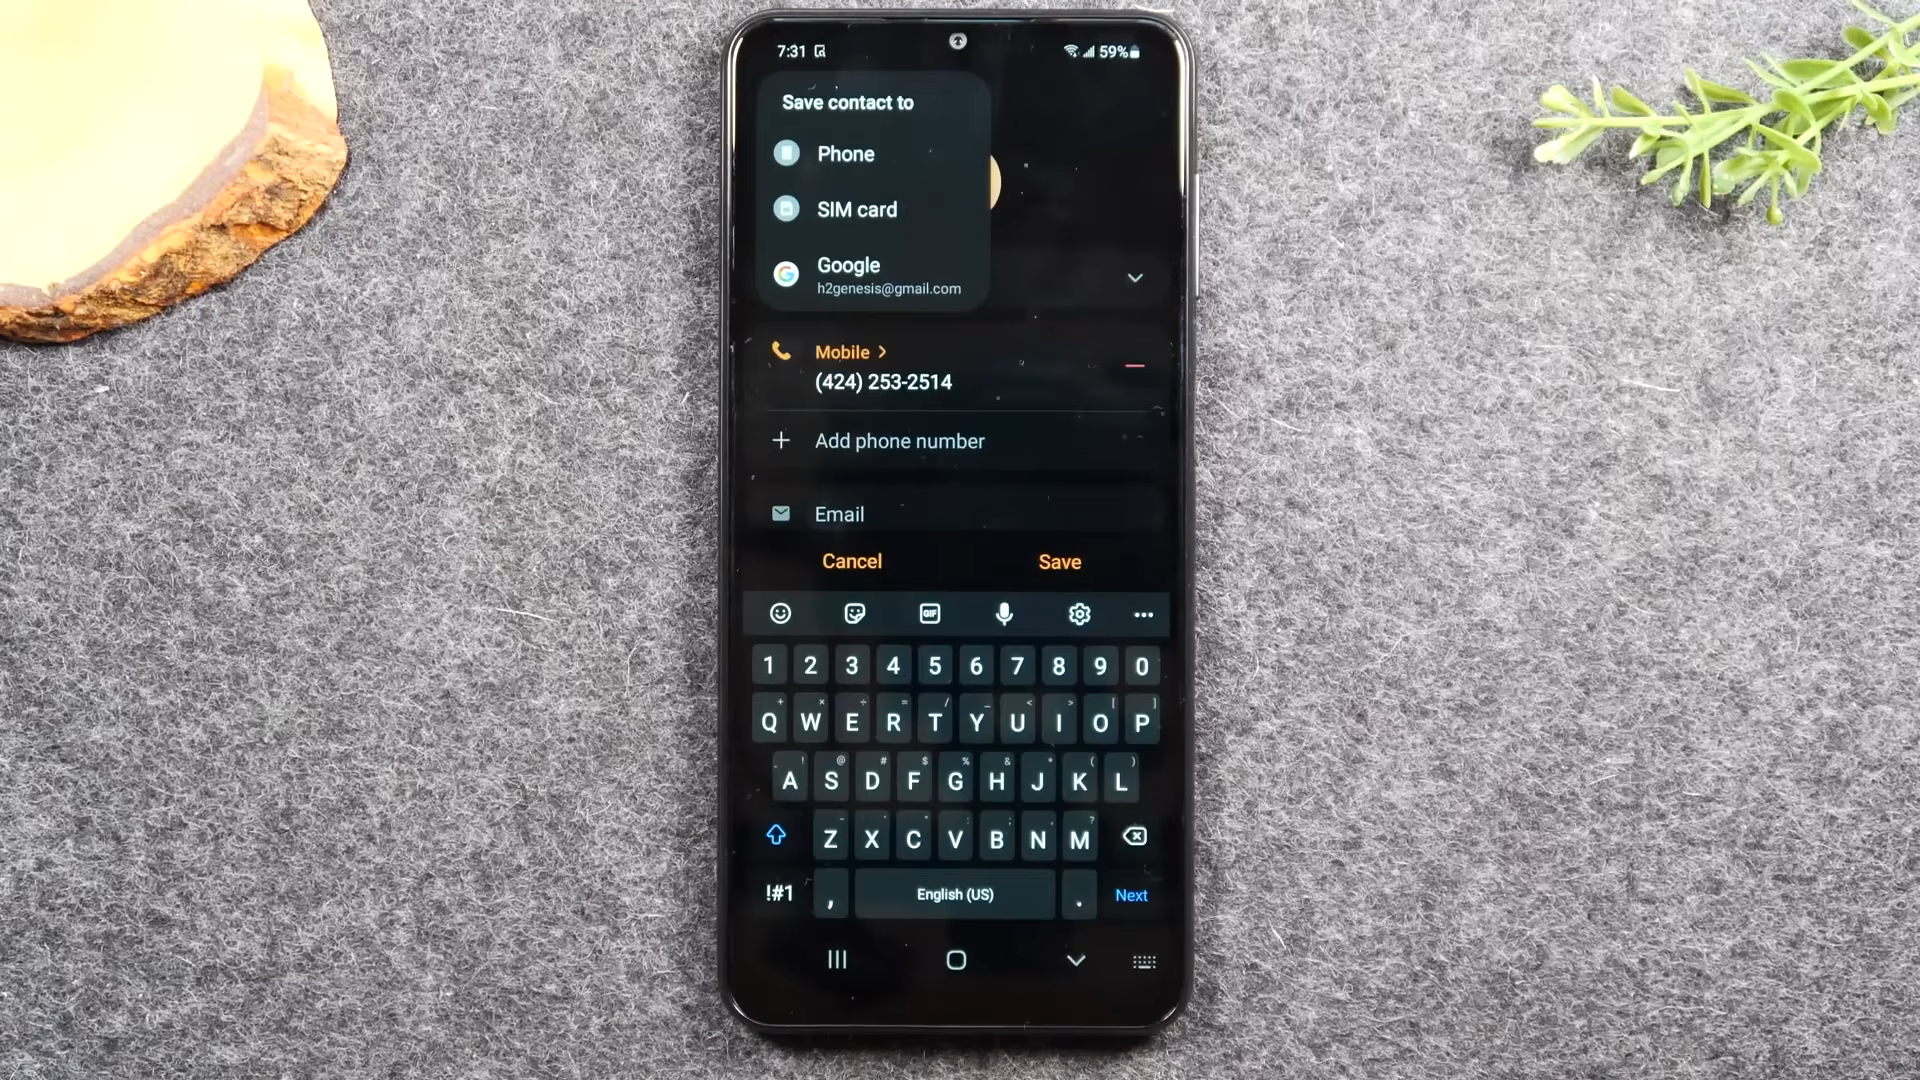 7:31 59%
Save contact to
Phone
SIM card
Google
h2genesis@gmail.com
Mobile >
(424) 253-2514
+ Add phone number
Email
Cancel Save
GIF
1 2 3 4 5 6 7 8 9 0
Q W E R T Y U I O P
A S D F G H J K L
Z X C V B N M
!#1 , English (US) . Next